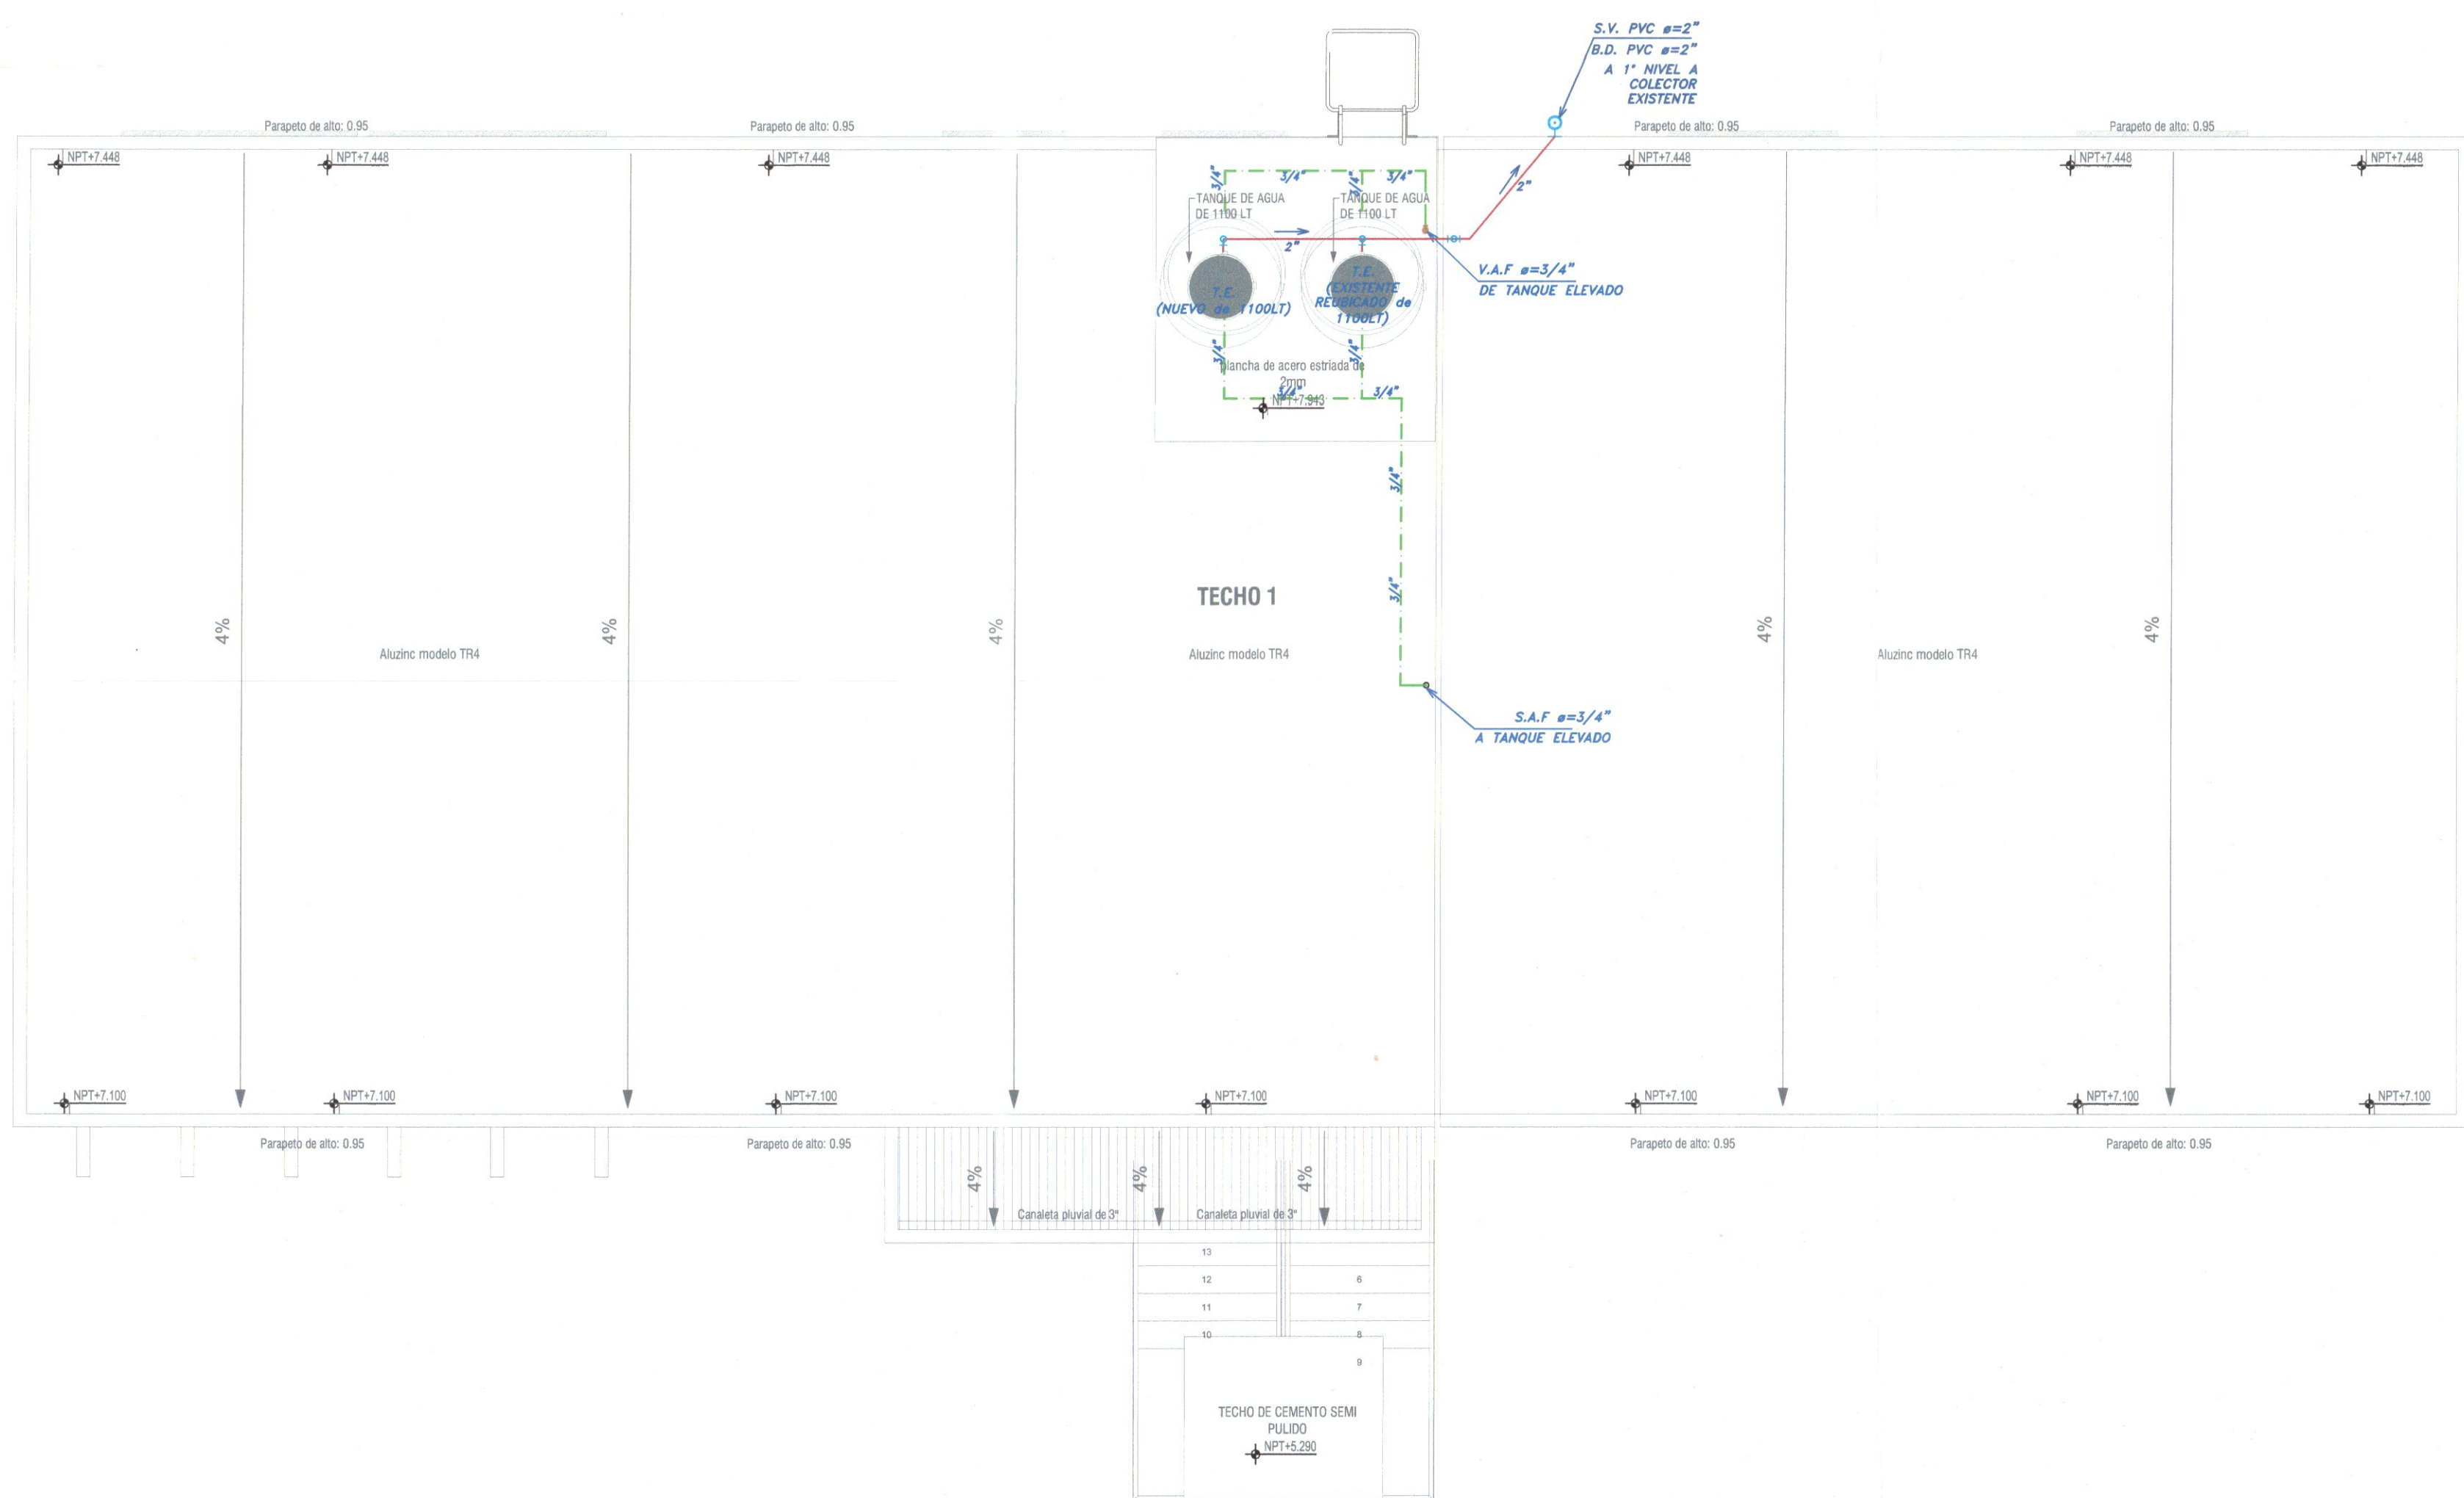 S.V. PVC ø=2"
B.D. PVC ø=2"
A 1° NIVEL A
COLECTOR
EXISTENTE
Parapeto de alto: 0.95
Parapeto de alto: 0.95
Parapeto de alto: 0.95
Parapeto de alto: 0.95
NPT+7.448
NPT+7.448
NPT+7.448
NPT+7.448
NPT+7.448
NPT+7.448
3/4"
3/4"
3/4"
3/4"
2"
TANQUE DE AGUA
DE 1100 LT
TANQUE DE AGUA
DE 1100 LT
2"
V.A.F ø=3/4"
DE TANQUE ELEVADO
T.E.
(NUEVO de 1100LT)
T.E.
(EXISTENTE
REUBICADO de
1100LT)
3/4"
3/4"
plancha de acero estriada de
2mm
3/4"
3/4"
NPT+7.943
3/4"
3/4"
TECHO 1
4%
4%
4%
4%
4%
Aluzinc modelo TR4
Aluzinc modelo TR4
Aluzinc modelo TR4
S.A.F ø=3/4"
A TANQUE ELEVADO
NPT+7.100
NPT+7.100
NPT+7.100
NPT+7.100
NPT+7.100
NPT+7.100
NPT+7.100
Parapeto de alto: 0.95
Parapeto de alto: 0.95
Parapeto de alto: 0.95
Parapeto de alto: 0.95
4%
4%
4%
Canaleta pluvial de 3"
Canaleta pluvial de 3"
13
12
6
11
7
10
8
9
TECHO DE CEMENTO SEMI
PULIDO
NPT+5.290